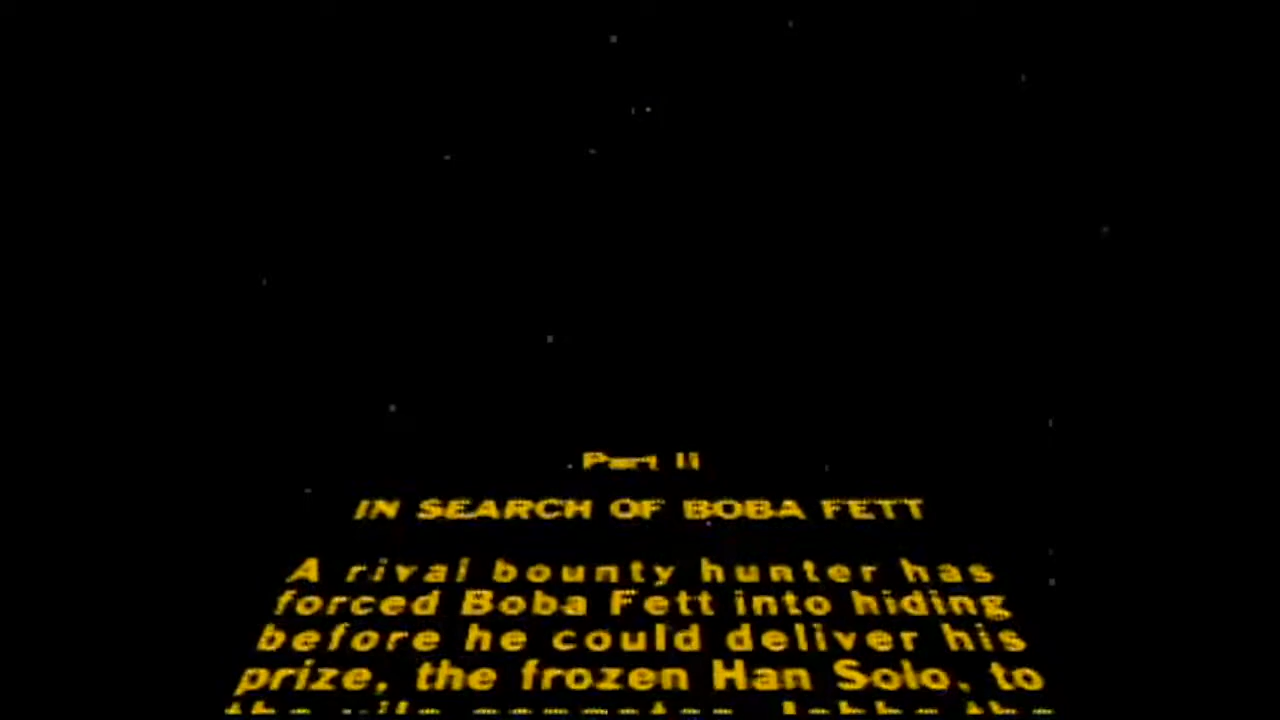 Part II
IN SEARCH OF BOBA FETT
A rival bounty hunter has
forced Boba Fett into hiding
before he could deliver his
prize, the frozen Han Solo, to